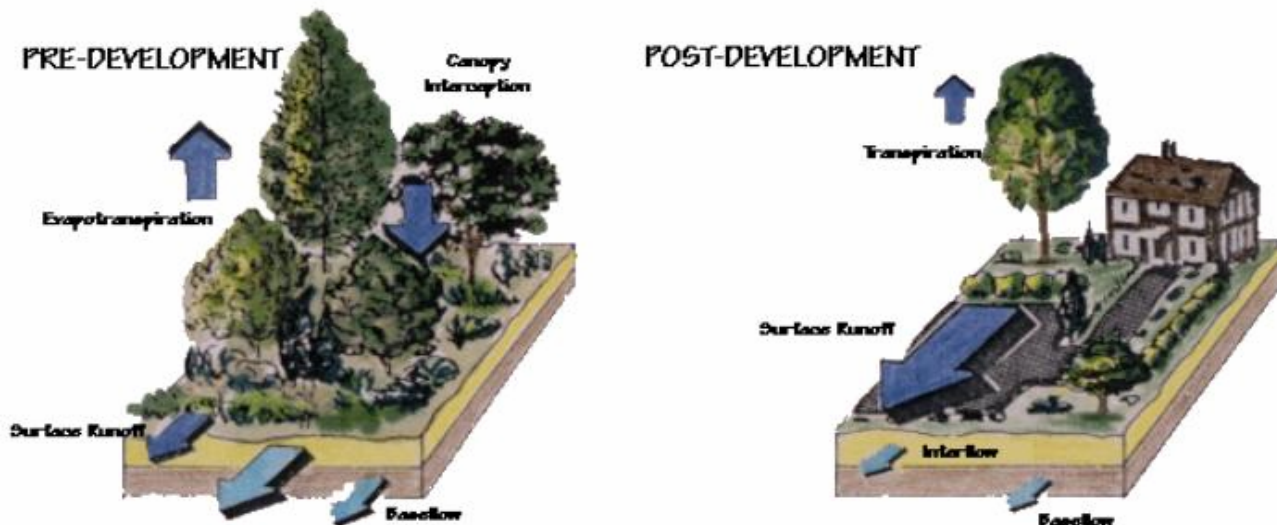 PRE-DEVELOPMENT
Canopy
Interception
Evapotranspiration
Surface Runoff
Baseflow
POST-DEVELOPMENT
Transpiration
Surface Runoff
Interflow
Baseflow